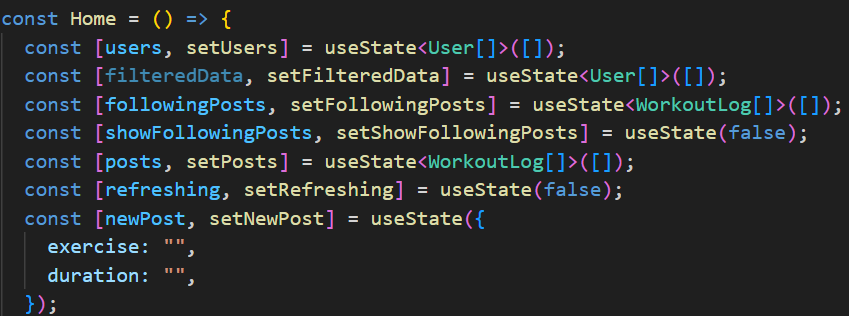 const Home = () => {
  const [users, setUsers] = useState<User[]>([]);
  const [filteredData, setFilteredData] = useState<User[]>([]);
  const [followingPosts, setFollowingPosts] = useState<WorkoutLog[]>([]);
  const [showFollowingPosts, setShowFollowingPosts] = useState(false);
  const [posts, setPosts] = useState<WorkoutLog[]>([]);
  const [refreshing, setRefreshing] = useState(false);
  const [newPost, setNewPost] = useState({
    exercise: "",
    duration: "",
  });